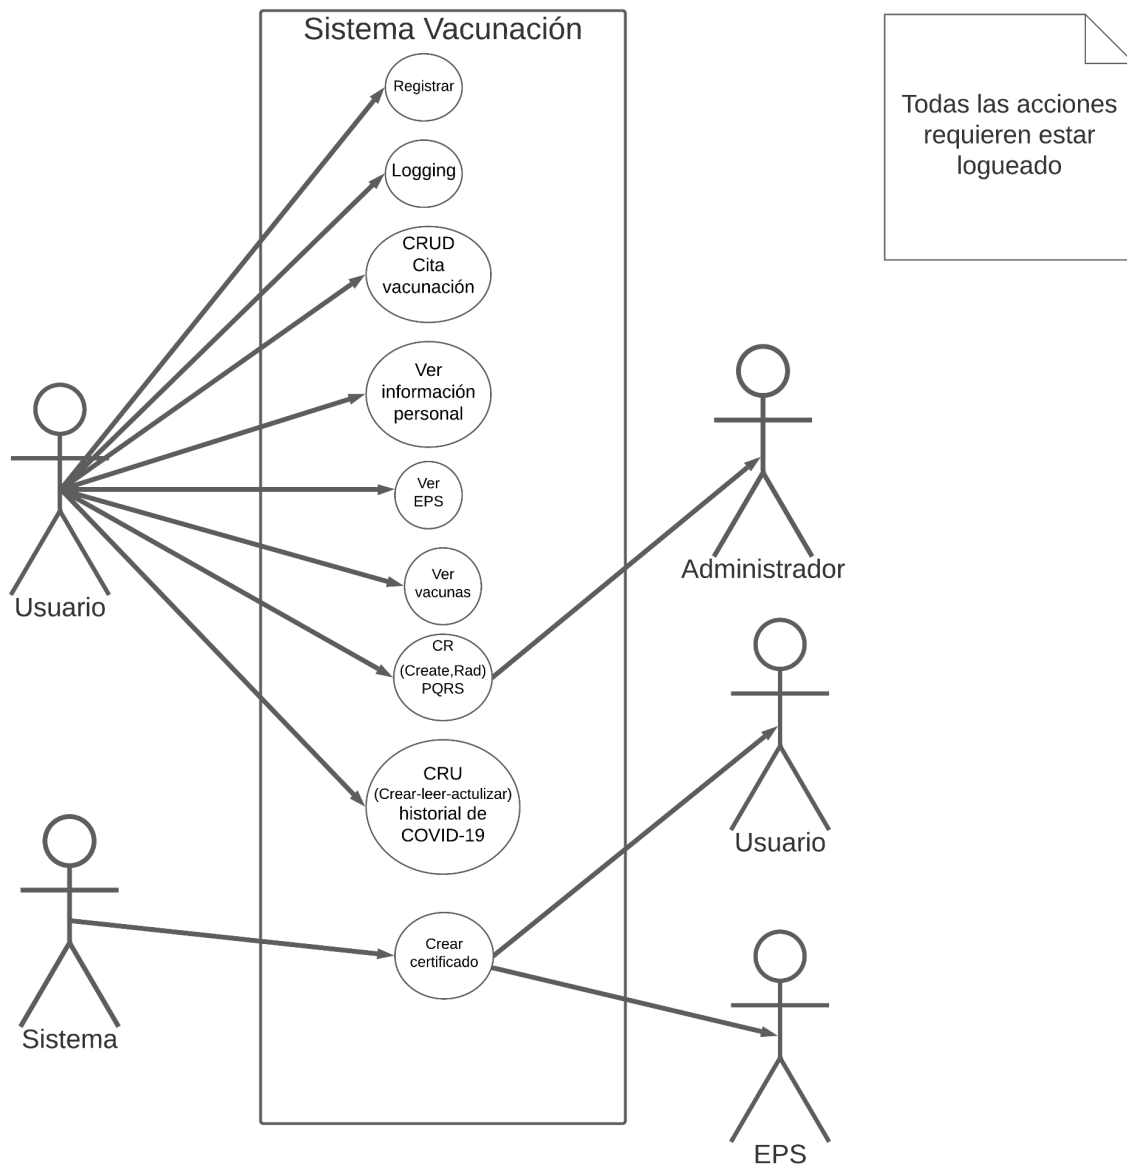 Sistema Vacunación
Registrar
Logging
CRUD
Cita
vacunación
Ver
información
personal
Ver
EPS
Ver
vacunas
CR
(Create,Rad)
PQRS
CRU
(Crear-leer-actulizar)
historial de
COVID-19
Crear
certificado
Usuario
Sistema
Todas las acciones
requieren estar
logueado
Administrador
Usuario
EPS